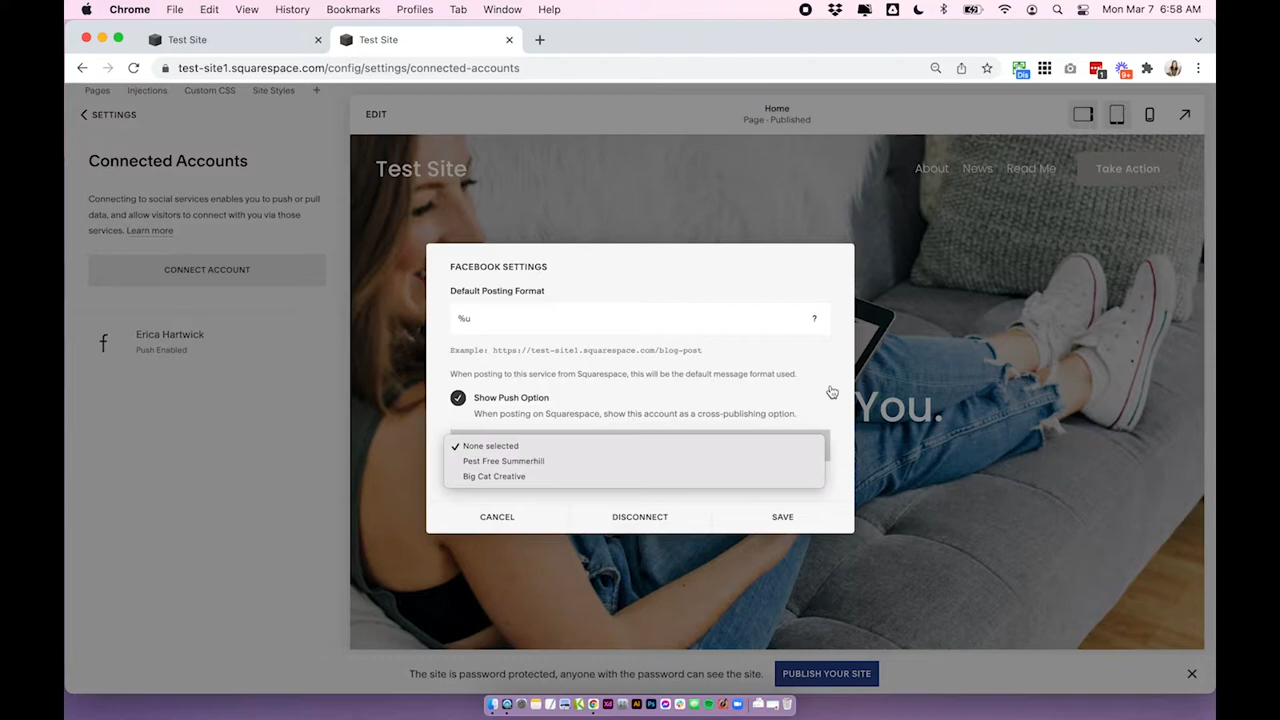 Chrome File Edit View History Bookmarks Profiles Tab Window Help Mon Mar 7 6:58 AM
Test Site
Test Site
test-site1.squarespace.com/config/settings/connected-accounts
Dis
1
9+
Pages Injections Custom CSS Site Styles +
SETTINGS
EDIT
Home
Page · Published
Connected Accounts
Connecting to social services enables you to push or pull
data, and allow visitors to connect with you via those
services. Learn more
CONNECT ACCOUNT
Erica Hartwick
Push Enabled
Test Site
About News Read Me Take Action
You.
FACEBOOK SETTINGS
Default Posting Format
%u ?
Example: https://test-site1.squarespace.com/blog-post
When posting to this service from Squarespace, this will be the default message format used.
Show Push Option
When posting on Squarespace, show this account as a cross-publishing option.
None selected
Pest Free Summerhill
Big Cat Creative
CANCEL DISCONNECT SAVE
The site is password protected, anyone with the password can see the site. PUBLISH YOUR SITE
Xd Ai Ps